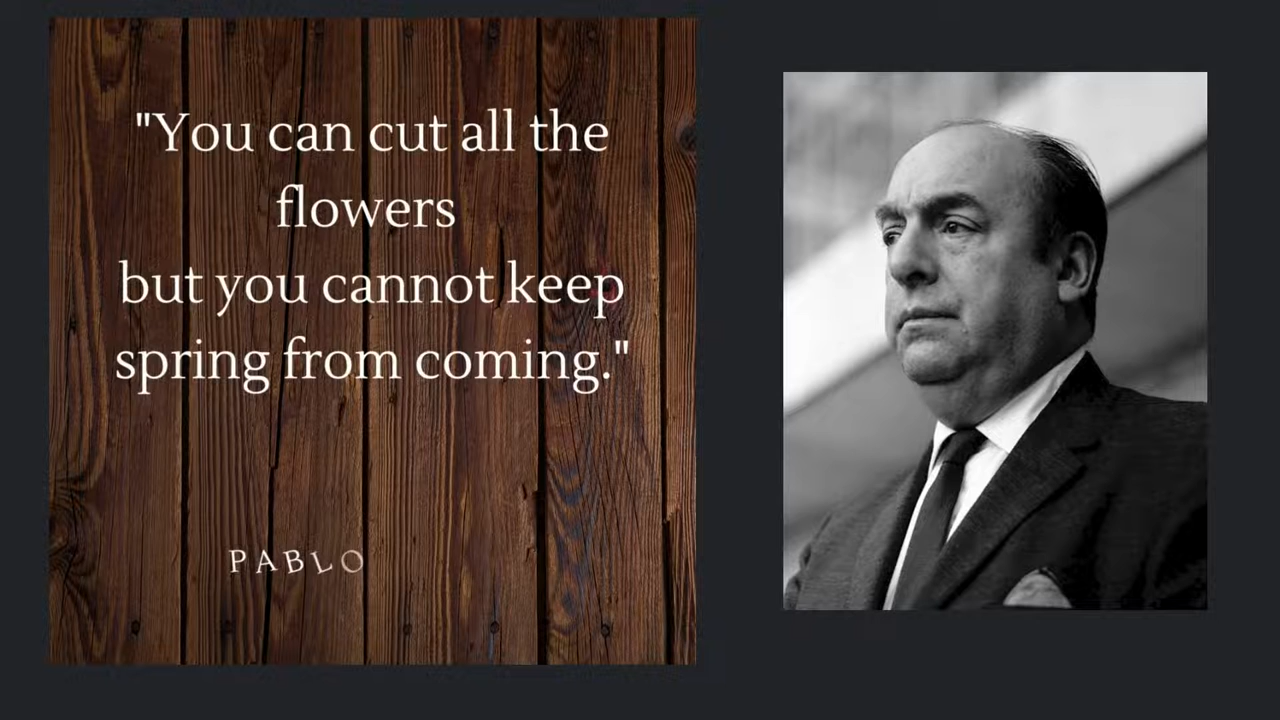 "You can cut all the
flowers
but you cannot keep
spring from coming."
PABLO